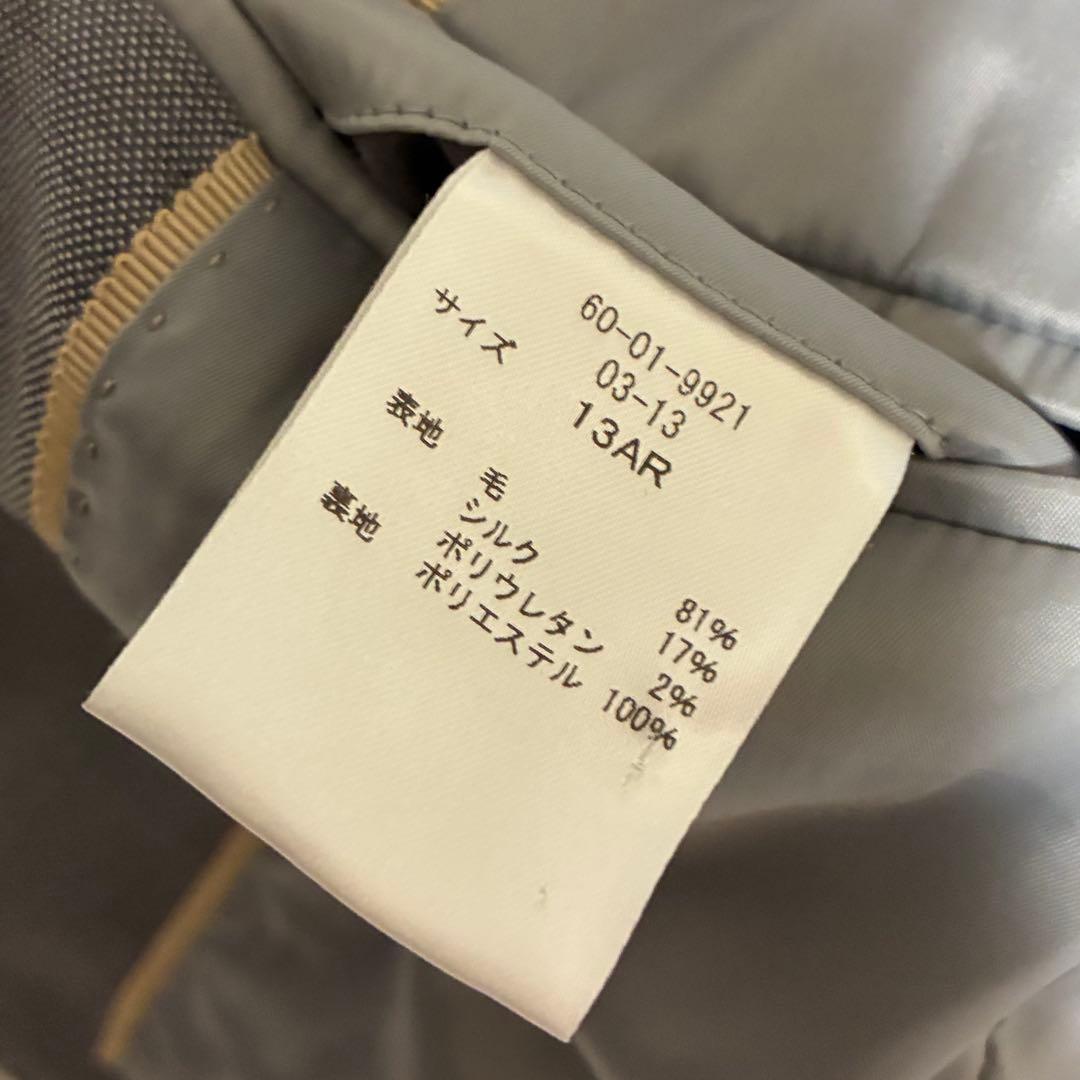 60-01-9921
03-13
サイズ 13AR
表地 毛 81%
シルク 17%
ポリウレタン 2%
裏地 ポリエステル 100%